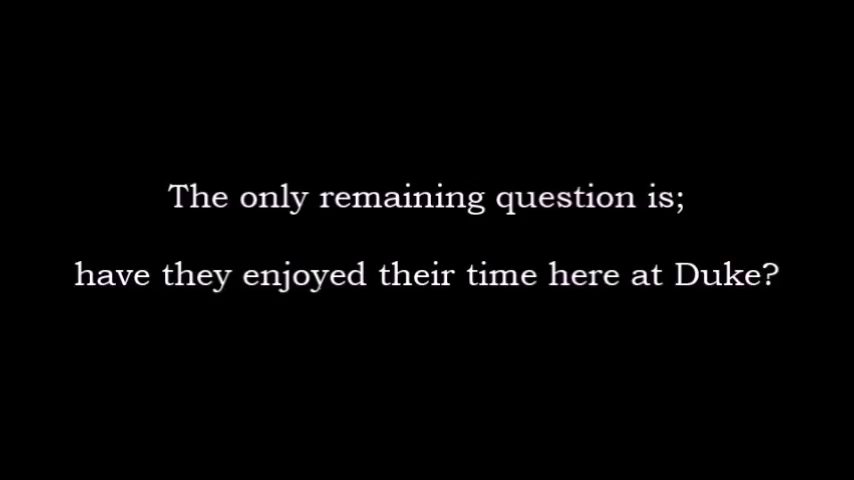 The only remaining question is;
have they enjoyed their time here at Duke?